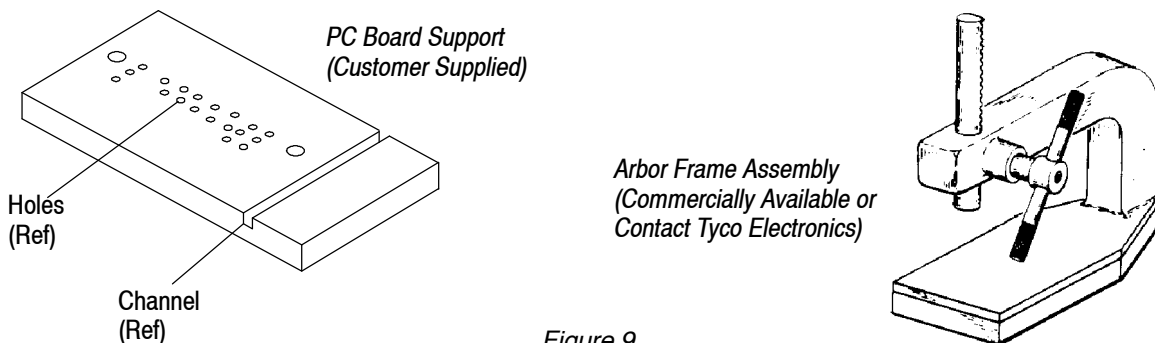 PC Board Support
(Customer Supplied)
Holes
(Ref)
Channel
(Ref)
Arbor Frame Assembly
(Commercially Available or
Contact Tyco Electronics)
Figure 9